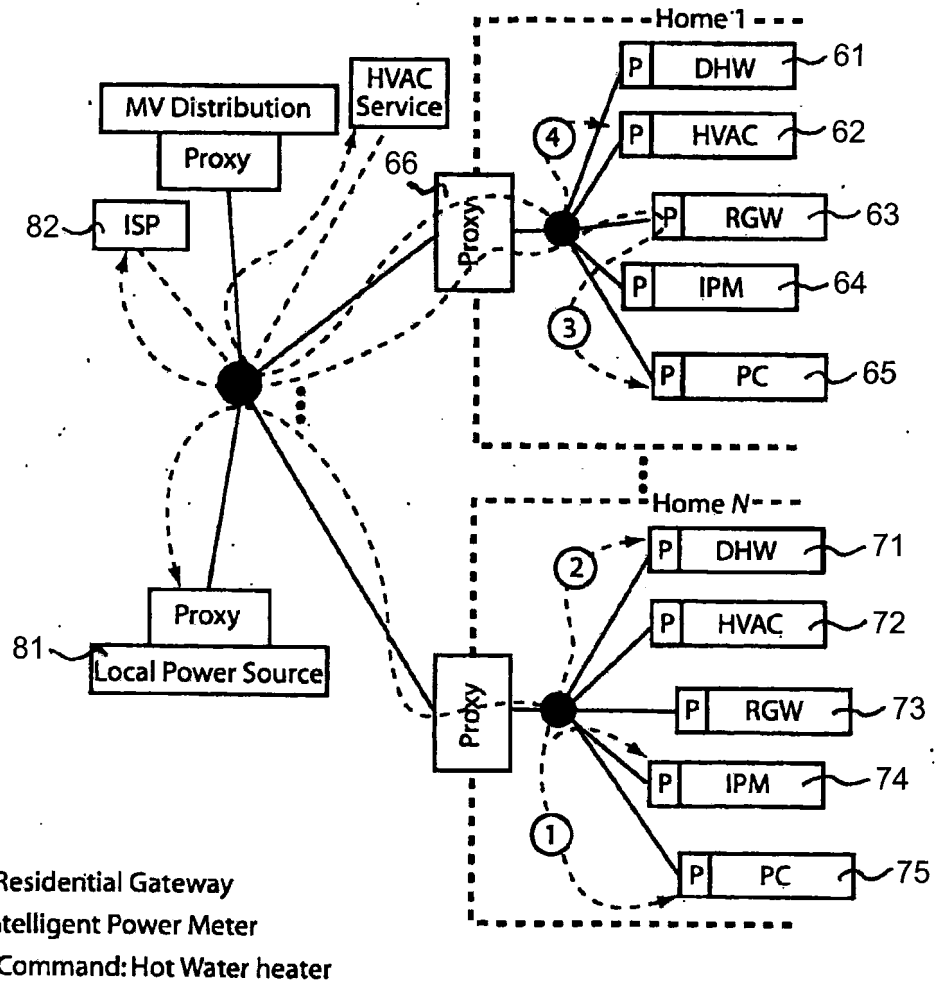 Home 1
HVAC
Service
MV Distribution
Proxy
82
ISP
66
Proxy
4
3
P DHW 61
P HVAC 62
P RGW 63
P IPM 64
P PC 65
Home N
Proxy
Local Power Source
81
Proxy
2
1
P DHW 71
P HVAC 72
P RGW 73
P IPM 74
P PC 75
Residential Gateway
ntelligent Power Meter
Command: Hot Water heater